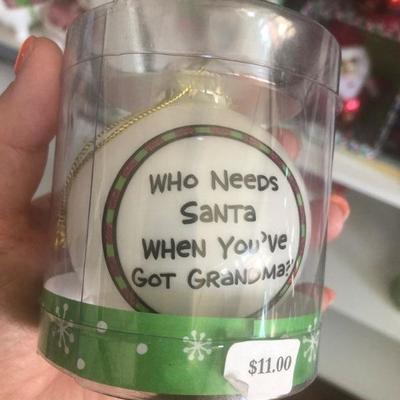 WHO NEEDS
SANTA
WHEN YOU'VE
GOT GRANDMA?
$11.00